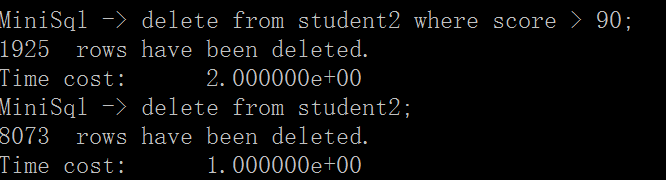 MiniSql -> delete from student2 where score > 90;
1925  rows have been deleted.
Time cost:      2.000000e+00
MiniSql -> delete from student2;
8073  rows have been deleted.
Time cost:      1.000000e+00